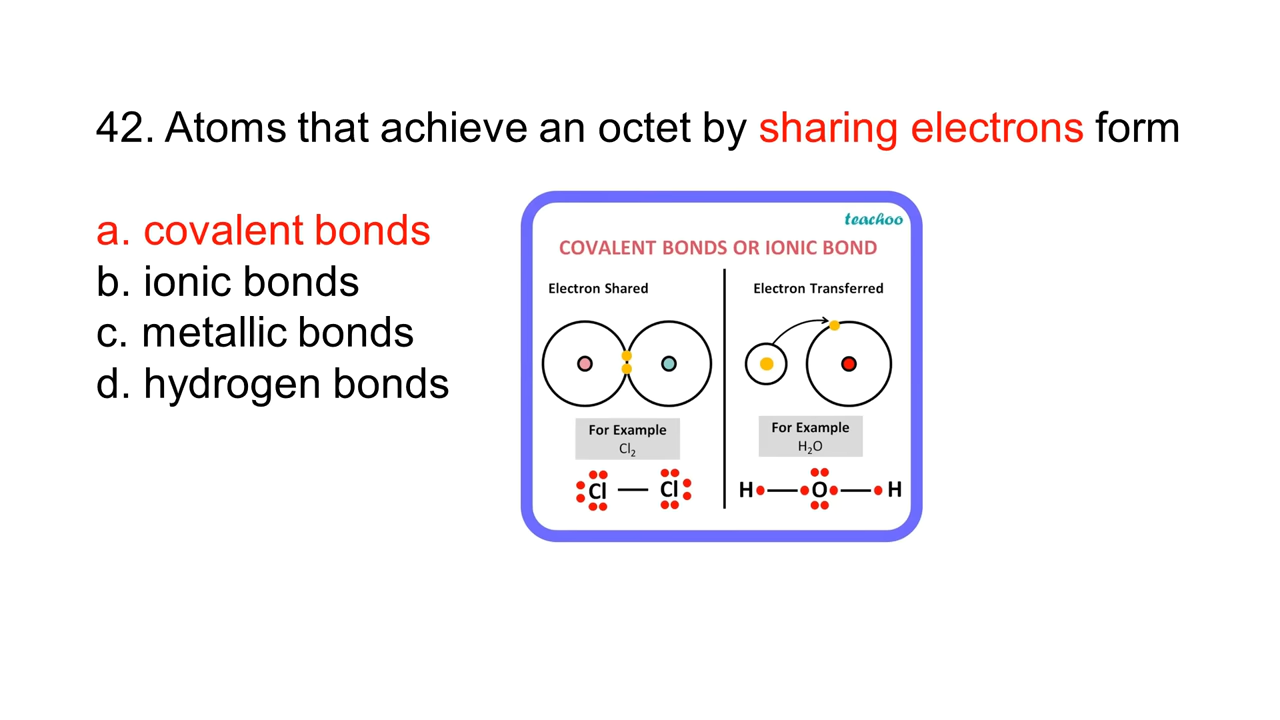 42. Atoms that achieve an octet by sharing electrons form
a. covalent bonds
b. ionic bonds
c. metallic bonds
d. hydrogen bonds
teachoo
COVALENT BONDS OR IONIC BOND
Electron Shared
Electron Transferred
For Example
Cl₂
For Example
H₂O
Cl — Cl
H — O — H